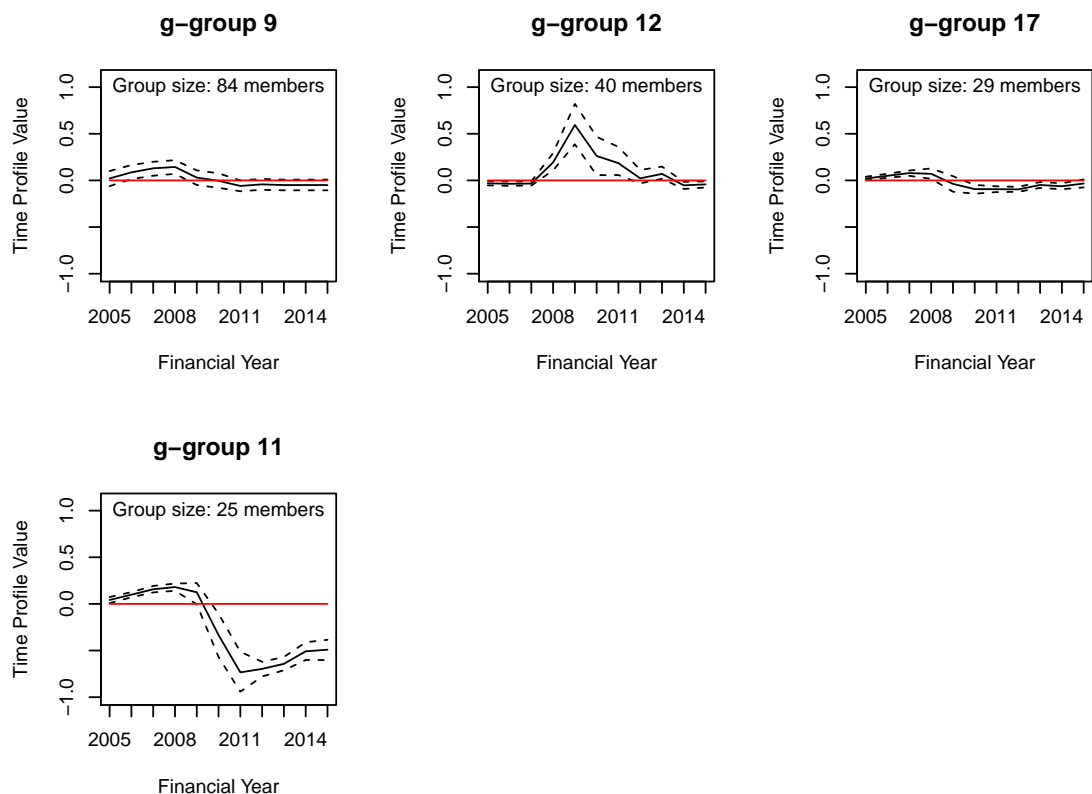 g−group 9
g−group 12
g−group 17
Group size: 84 members
Group size: 40 members
Group size: 29 members
Time Profile Value
1.0
0.5
0.0
−1.0
Time Profile Value
1.0
0.5
0.0
−1.0
Time Profile Value
1.0
0.5
0.0
−1.0
2005 2008 2011 2014
2005 2008 2011 2014
2005 2008 2011 2014
Financial Year
Financial Year
Financial Year
g−group 11
Group size: 25 members
Time Profile Value
1.0
0.5
0.0
−1.0
2005 2008 2011 2014
Financial Year